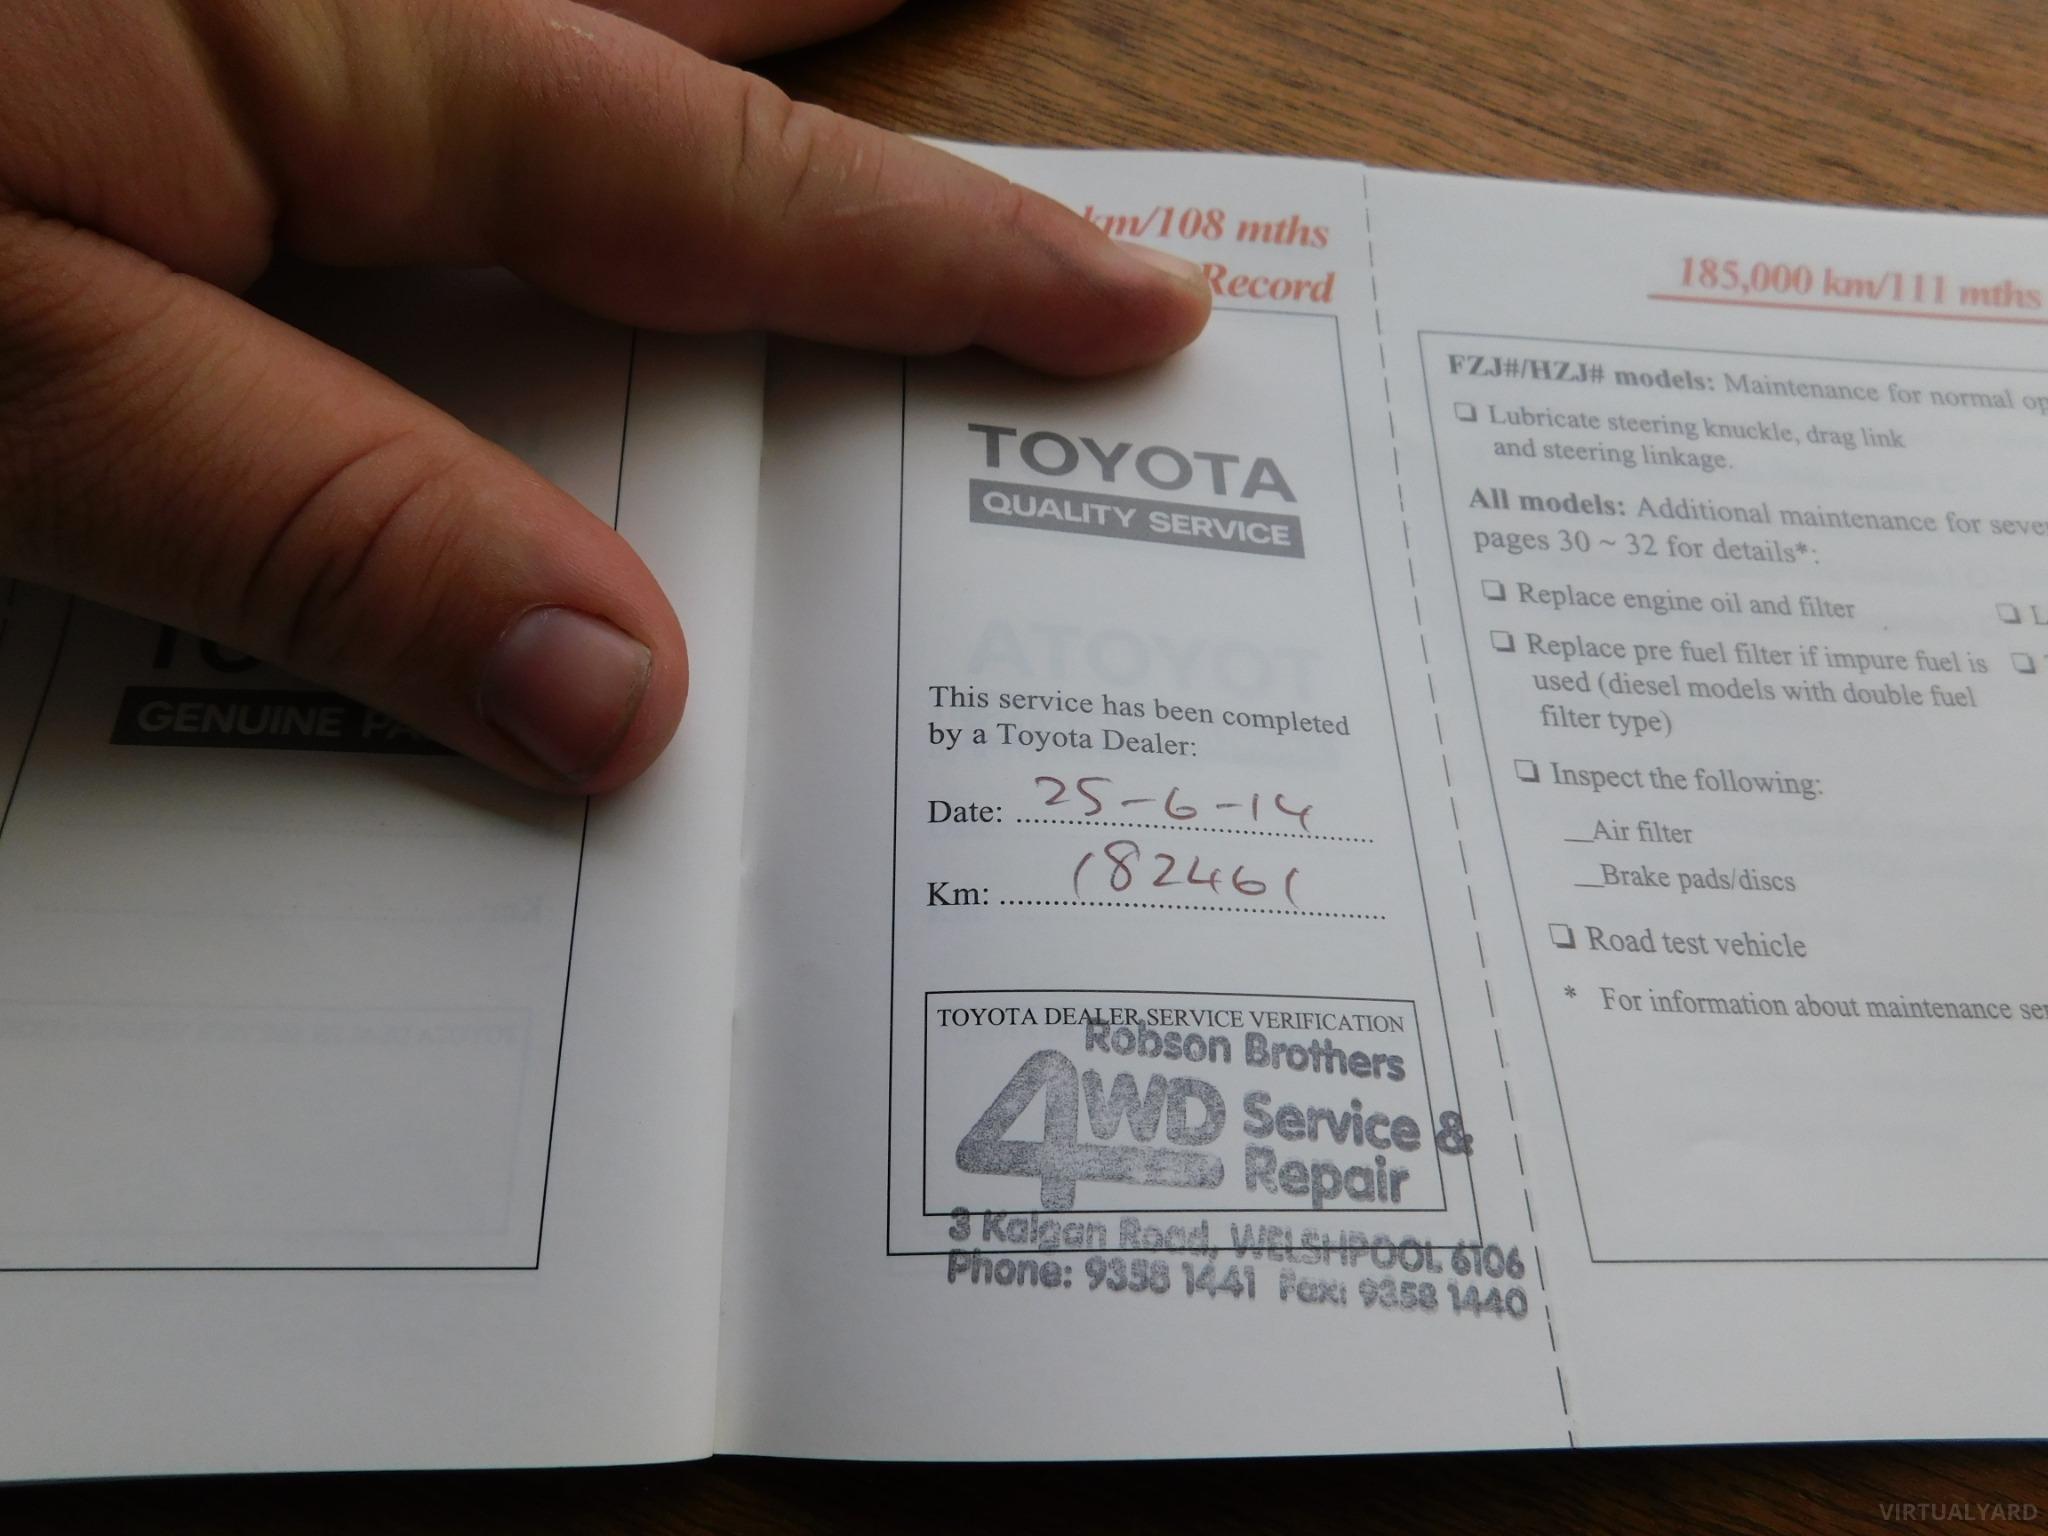 GENUINE
km/108 mths
Record
TOYOTA
QUALITY SERVICE
This service has been completed
by a Toyota Dealer:
Date: 25-6-14
Km: 182461
TOYOTA DEALER SERVICE VERIFICATION
Robson Brothers
4WD Service &
Repair
3 Kalgan Road, WELSHPOOL 6106
Phone: 9358 1441 Fax: 9358 1440
185,000 km/111 mths
FZJ#/HZJ# models: Maintenance for normal
❏ Lubricate steering knuckle, drag link
and steering linkage.
All models: Additional maintenance for
pages 30 ~ 32 for details*:
❏ Replace engine oil and filter
❏ Replace pre fuel filter if impure fuel is
used (diesel models with double fuel
filter type)
❏ Inspect the following:
__Air filter
__Brake pads/discs
❏ Road test vehicle
* For information about maintenance
VIRTUALYARD